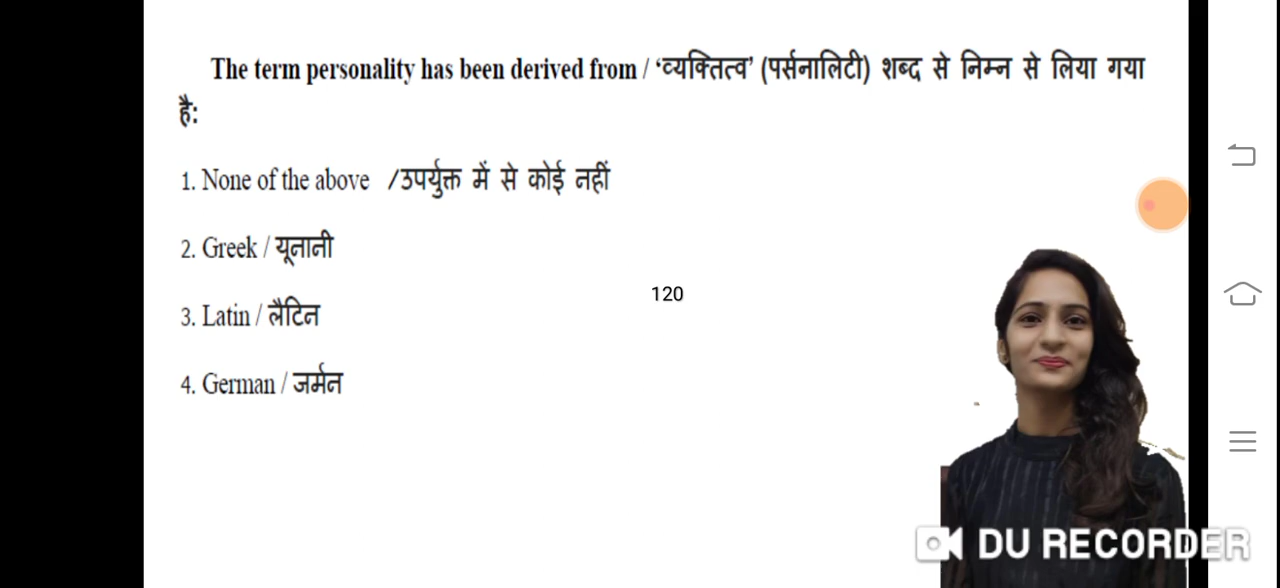 The term personality has been derived from / ‘व्यक्तित्व’ (पर्सनालिटी) शब्द से निम्न से लिया गया
है:
1. None of the above /उपर्युक्त में से कोई नहीं
2. Greek / यूनानी
120
3. Latin / लैटिन
4. German / जर्मन
DU RECORDER